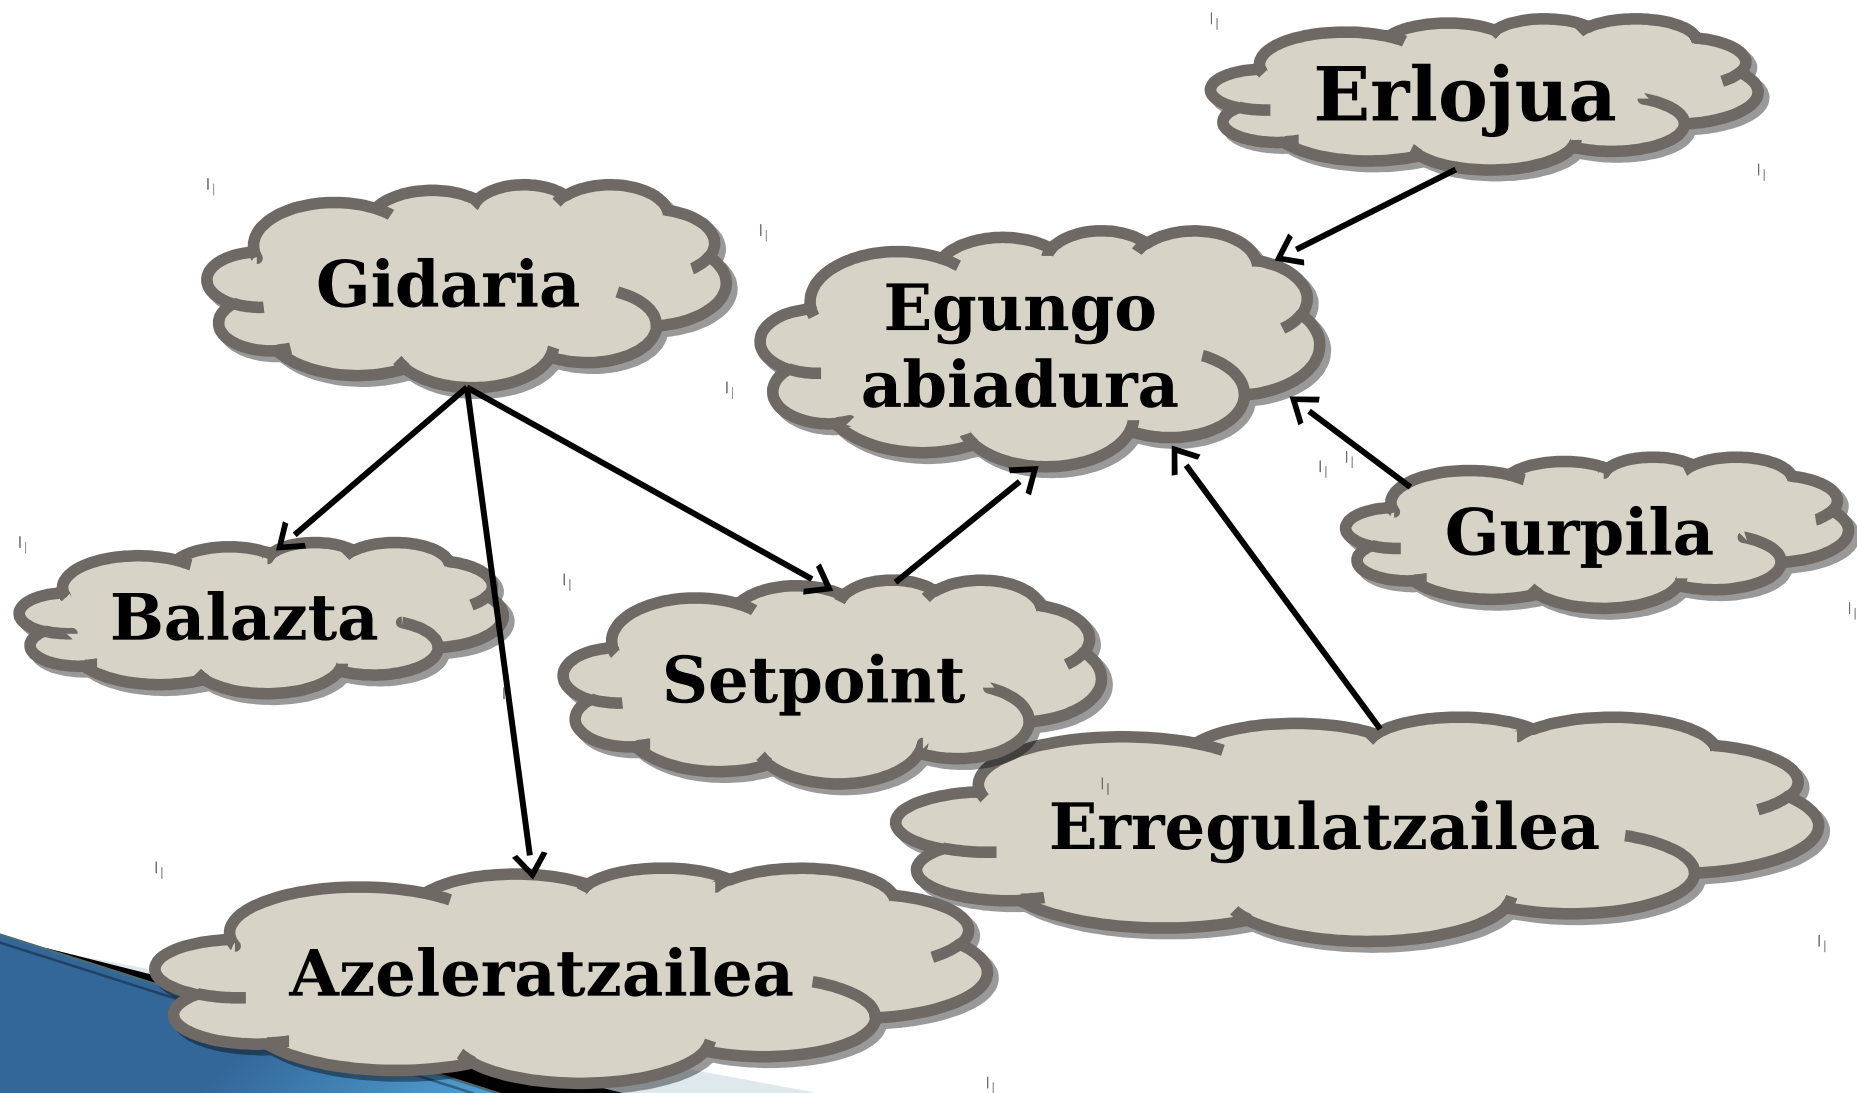 Erlojua
Gidaria
Egungo
abiadura
Gurpila
Balazta
Setpoint
Erregulatzailea
Azeleratzailea